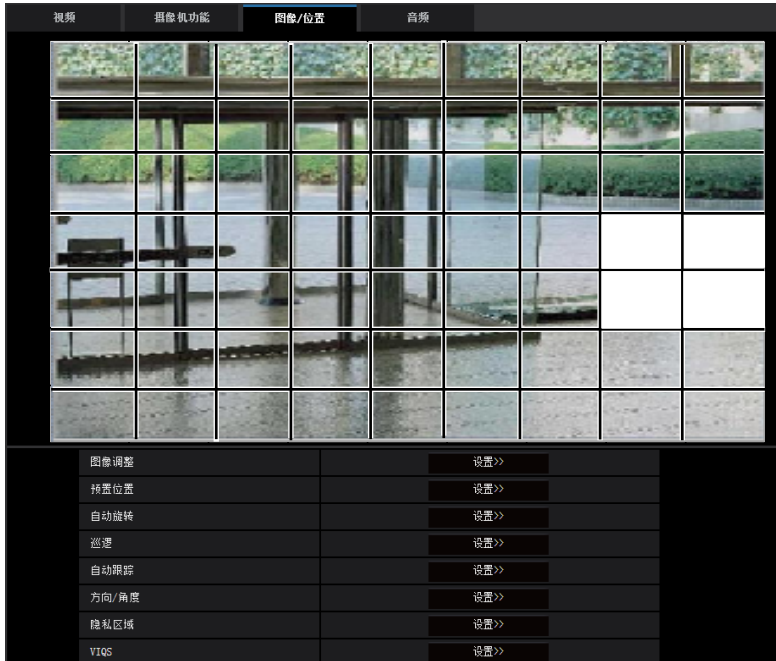 视频 摄像机功能 图像/位置 音频
图像调整 设置>>
预置位置 设置>>
自动旋转 设置>>
巡逻 设置>>
自动跟踪 设置>>
方向/角度 设置>>
隐私区域 设置>>
VIQS 设置>>